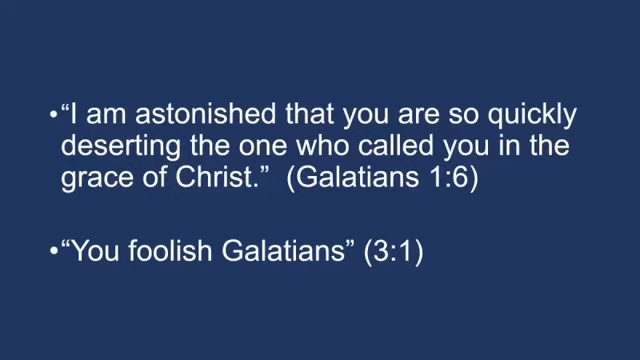 •“I am astonished that you are so quickly
deserting the one who called you in the
grace of Christ.”  (Galatians 1:6)
•“You foolish Galatians” (3:1)